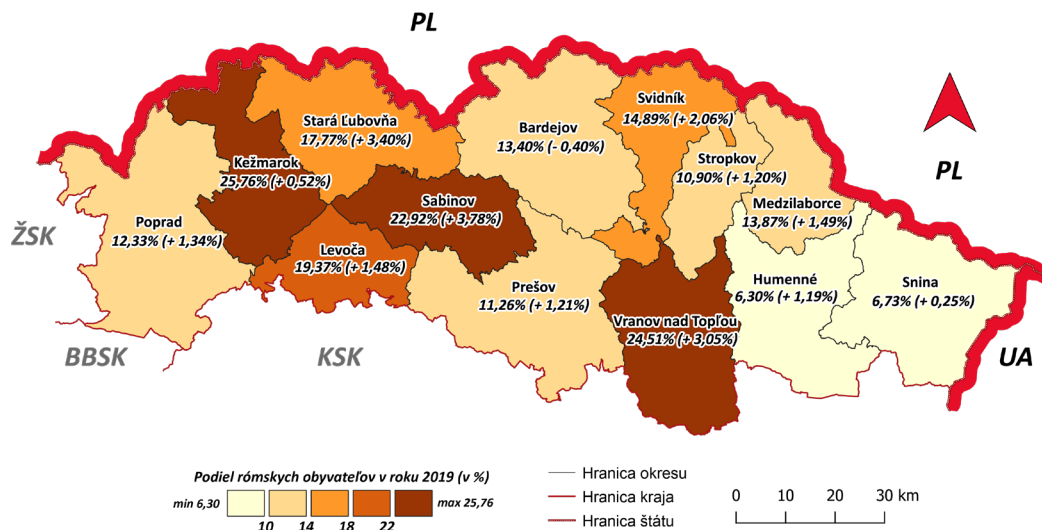 PL
Svidník
14,89% (+ 2,06%)
Stará Ľubovňa
17,77% (+ 3,40%)
Bardejov
13,40% (- 0,40%)
Stropkov
10,90% (+ 1,20%)
PL
Kežmarok
25,76% (+ 0,52%)
Sabinov
22,92% (+ 3,78%)
Medzilaborce
13,87% (+ 1,49%)
Poprad
12,33% (+ 1,34%)
ŽSK
Levoča
19,37% (+ 1,48%)
Prešov
11,26% (+ 1,21%)
Humenné
6,30% (+ 1,19%)
Snina
6,73% (+ 0,25%)
Vranov nad Topľou
24,51% (+ 3,05%)
BBSK
KSK
UA
Podiel rómskych obyvateľov v roku 2019 (v %)
min 6,30
max 25,76
10 14 18 22
Hranica okresu
Hranica kraja
Hranica štátu
0 10 20 30 km